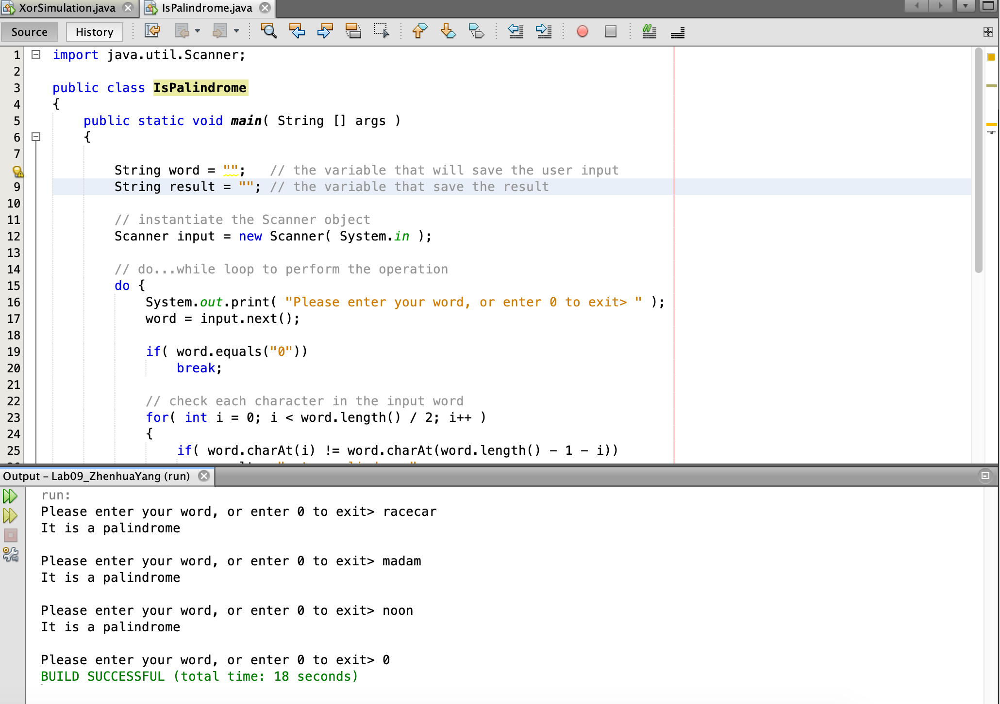 XorSimulation.java
IsPalindrome.java
Source
History
1 import java.util.Scanner;
2
3 public class IsPalindrome
4 {
5 public static void main( String [] args )
6 {
7
String word = "";   // the variable that will save the user input
9 String result = ""; // the variable that save the result
10
11 // instantiate the Scanner object
12 Scanner input = new Scanner( System.in );
13
14 // do...while loop to perform the operation
15 do {
16 System.out.print( "Please enter your word, or enter 0 to exit> " );
17 word = input.next();
18
19 if( word.equals("0"))
20 break;
21
22 // check each character in the input word
23 for( int i = 0; i < word.length() / 2; i++ )
24 {
25 if( word.charAt(i) != word.charAt(word.length() - 1 - i))
Output – Lab09_ZhenhuaYang (run)
run:
Please enter your word, or enter 0 to exit> racecar
It is a palindrome
Please enter your word, or enter 0 to exit> madam
It is a palindrome
Please enter your word, or enter 0 to exit> noon
It is a palindrome
Please enter your word, or enter 0 to exit> 0
BUILD SUCCESSFUL (total time: 18 seconds)